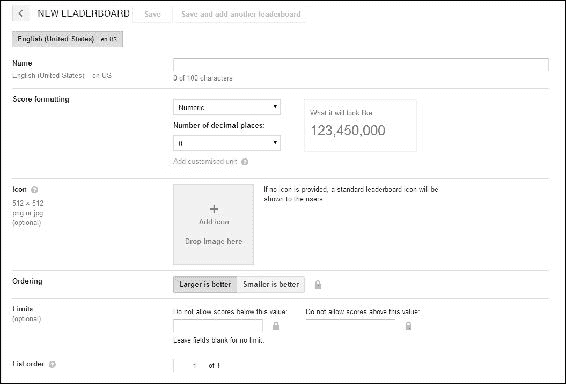 NEW LEADERBOARD Save Save and add another leaderboard
English (United States) – en-US
Name
English (United States) – en-US
0 of 100 characters
Score formatting
Numeric
What it will look like
123,450,000
Number of decimal places:
0
Add customised unit
Icon
512 x 512
png or jpg
(optional)
Add icon
Drop image here
If no icon is provided, a standard leaderboard icon will be
shown to the users.
Ordering
Larger is better Smaller is better
Limits
(optional)
Do not allow scores below this value: Do not allow scores above this value:
Leave fields blank for no limit.
List order
1 of 1